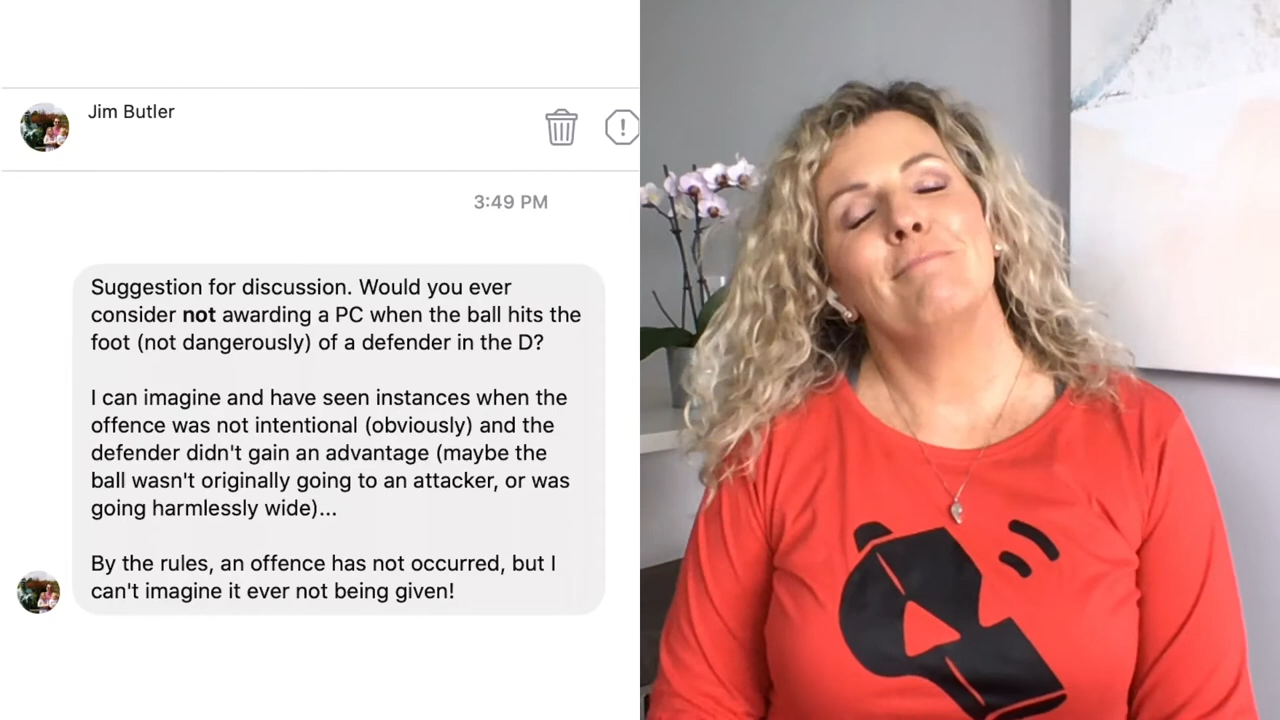 Jim Butler
3:49 PM
Suggestion for discussion. Would you ever
consider not awarding a PC when the ball hits the
foot (not dangerously) of a defender in the D?
I can imagine and have seen instances when the
offence was not intentional (obviously) and the
defender didn't gain an advantage (maybe the
ball wasn't originally going to an attacker, or was
going harmlessly wide)...
By the rules, an offence has not occurred, but I
can't imagine it ever not being given!